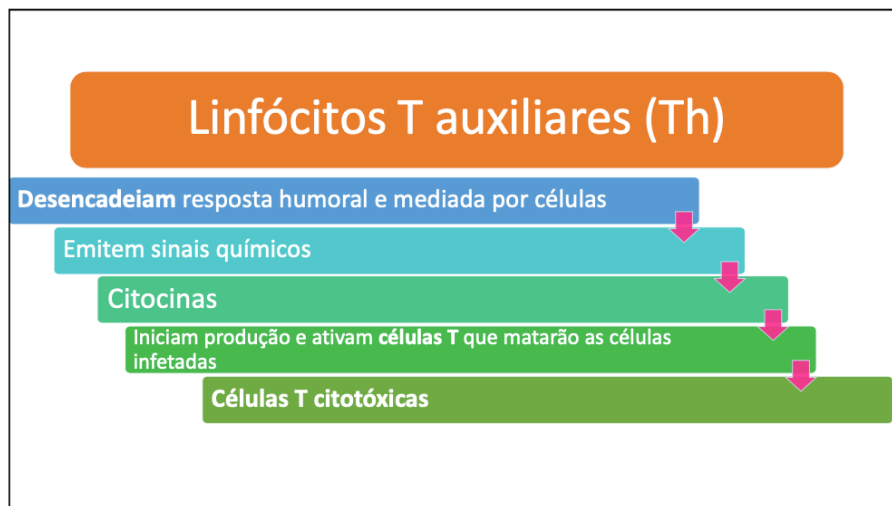 Linfócitos T auxiliares (Th)
Desencadeiam resposta humoral e mediada por células
Emitem sinais químicos
Citocinas
Iniciam produção e ativam células T que matarão as células
infetadas
Células T citotóxicas